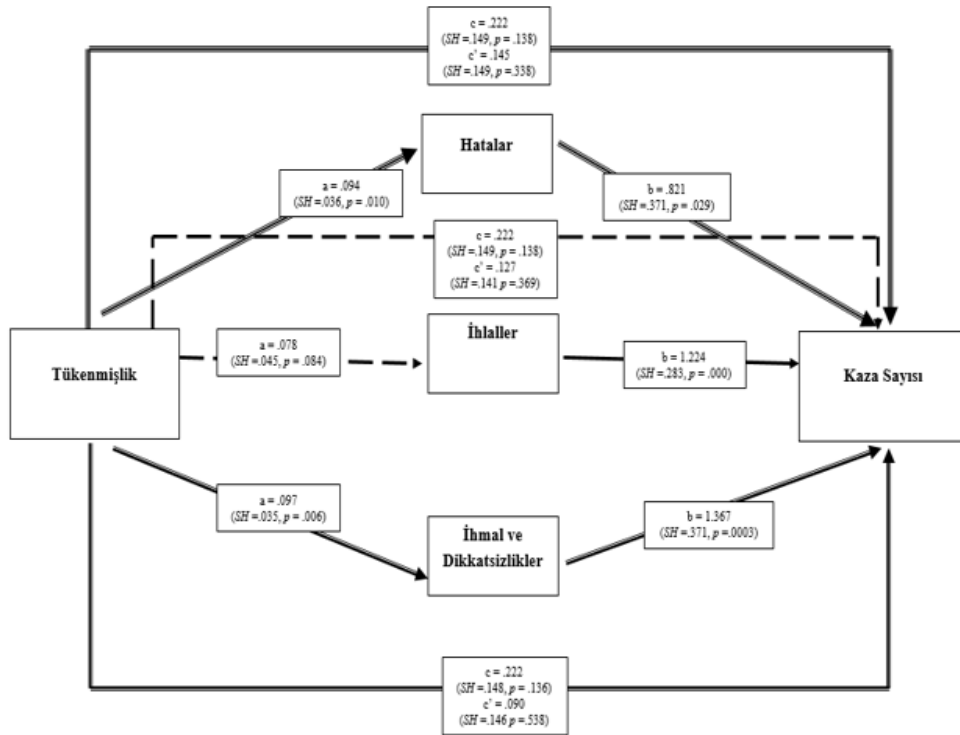 c = .222
(SH =.149, p = .138)
c' = .145
(SH =.149, p =.338)
Hatalar
a = .094
(SH =.036, p = .010)
b = .821
(SH =.371, p = .029)
c = .222
(SH =.149, p = .138)
c' = .127
(SH =.141 p =.369)
Tükenmişlik
a = .078
(SH =.045, p = .084)
İhlaller
b = 1.224
(SH =.283, p = .000)
Kaza Sayısı
a = .097
(SH =.035, p = .006)
İhmal ve
Dikkatsizlikler
b = 1.367
(SH =.371, p =.0003)
c = .222
(SH =.148, p = .136)
c' = .090
(SH =.146 p =.538)